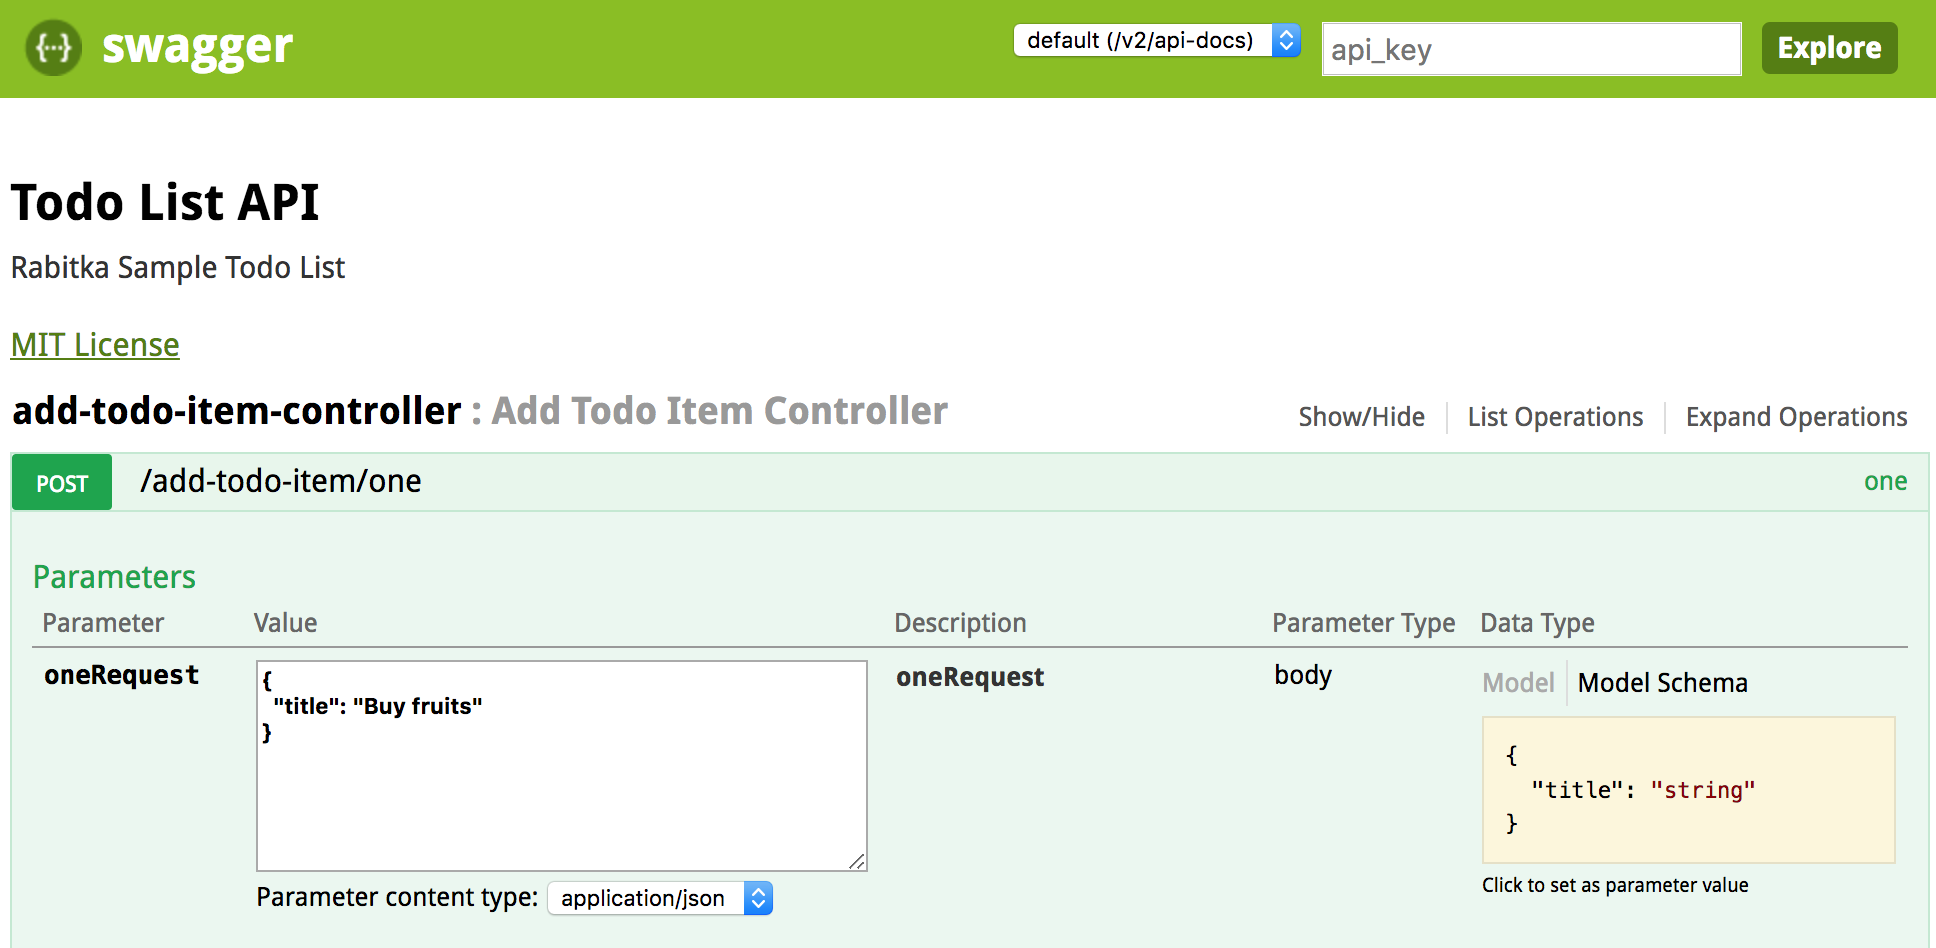 {···} swagger default (/v2/api-docs) api_key Explore
Todo List API
Rabitka Sample Todo List
MIT License
add-todo-item-controller : Add Todo Item Controller Show/Hide List Operations Expand Operations
POST /add-todo-item/one one
Parameters
Parameter Value Description Parameter Type Data Type
oneRequest
{
"title": "Buy fruits"
}
Parameter content type: application/json
oneRequest
body
Model Model Schema
{
"title": "string"
}
Click to set as parameter value